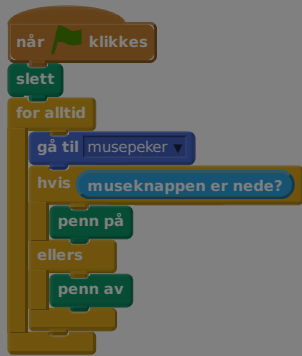 når klikkes
slett
for alltid
gå til musepeker
hvis museknappen er nede?
penn på
ellers
penn av